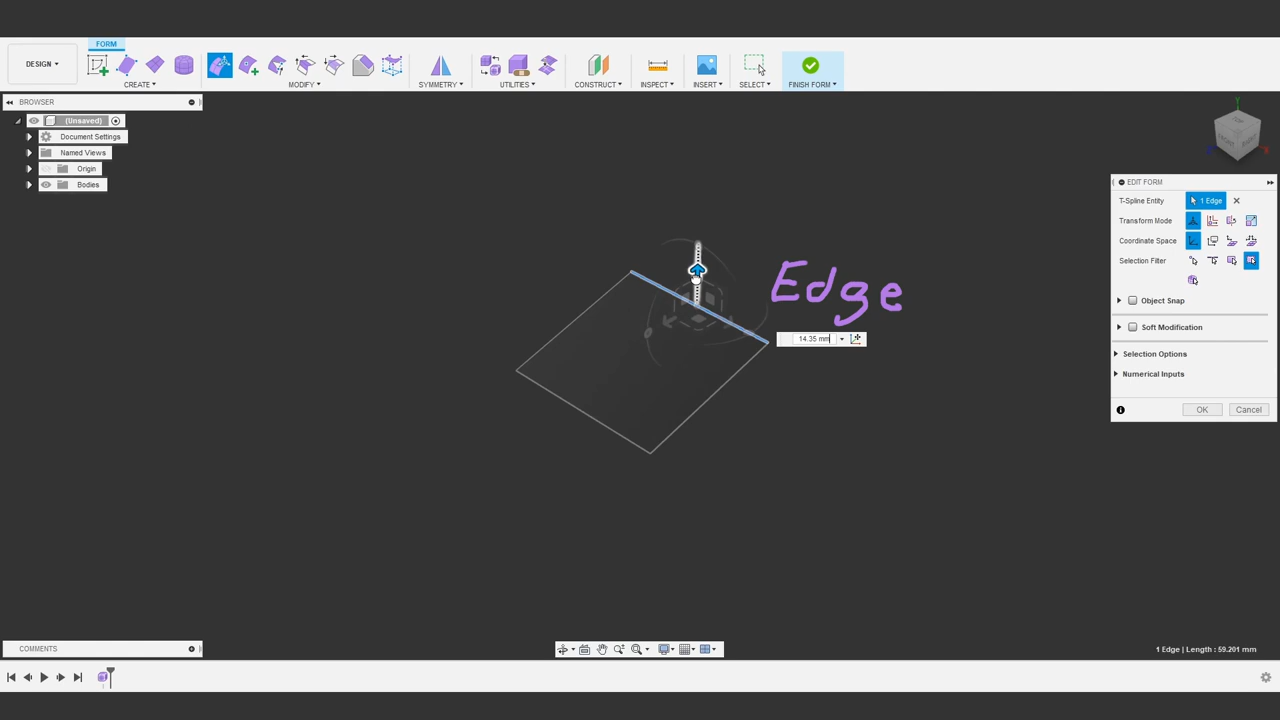 FORM
DESIGN
CREATE
MODIFY
SYMMETRY
UTILITIES
CONSTRUCT
INSPECT
INSERT
SELECT
FINISH FORM
BROWSER
(Unsaved)
Document Settings
Named Views
Origin
Bodies
EDIT FORM
T-Spline Entity
1 Edge
Transform Mode
Coordinate Space
Selection Filter
Object Snap
Soft Modification
Selection Options
Numerical Inputs
OK
Cancel
Edge
14.35 mm
COMMENTS
1 Edge | Length : 59.201 mm